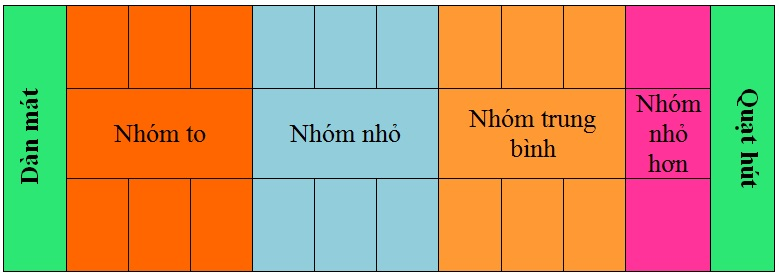 Dàn mát
Nhóm to
Nhóm nhỏ
Nhóm trung
bình
Nhóm
nhỏ
hơn
Quạt hút